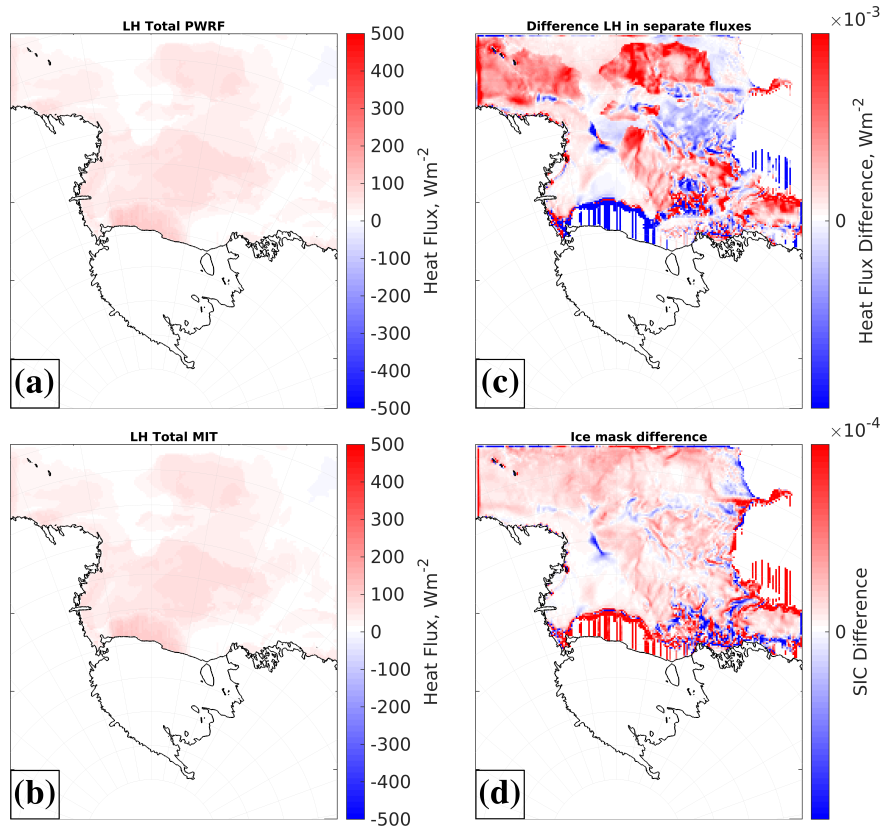 LH Total PWRF
500
400
300
200
100
0
-100
-200
-300
-400
-500
Heat Flux, Wm-2
(a)
Difference LH in separate fluxes
×10-3
0
Heat Flux Difference, Wm-2
(c)
LH Total MIT
500
400
300
200
100
0
-100
-200
-300
-400
-500
Heat Flux, Wm-2
(b)
Ice mask difference
×10-4
0
SIC Difference
(d)